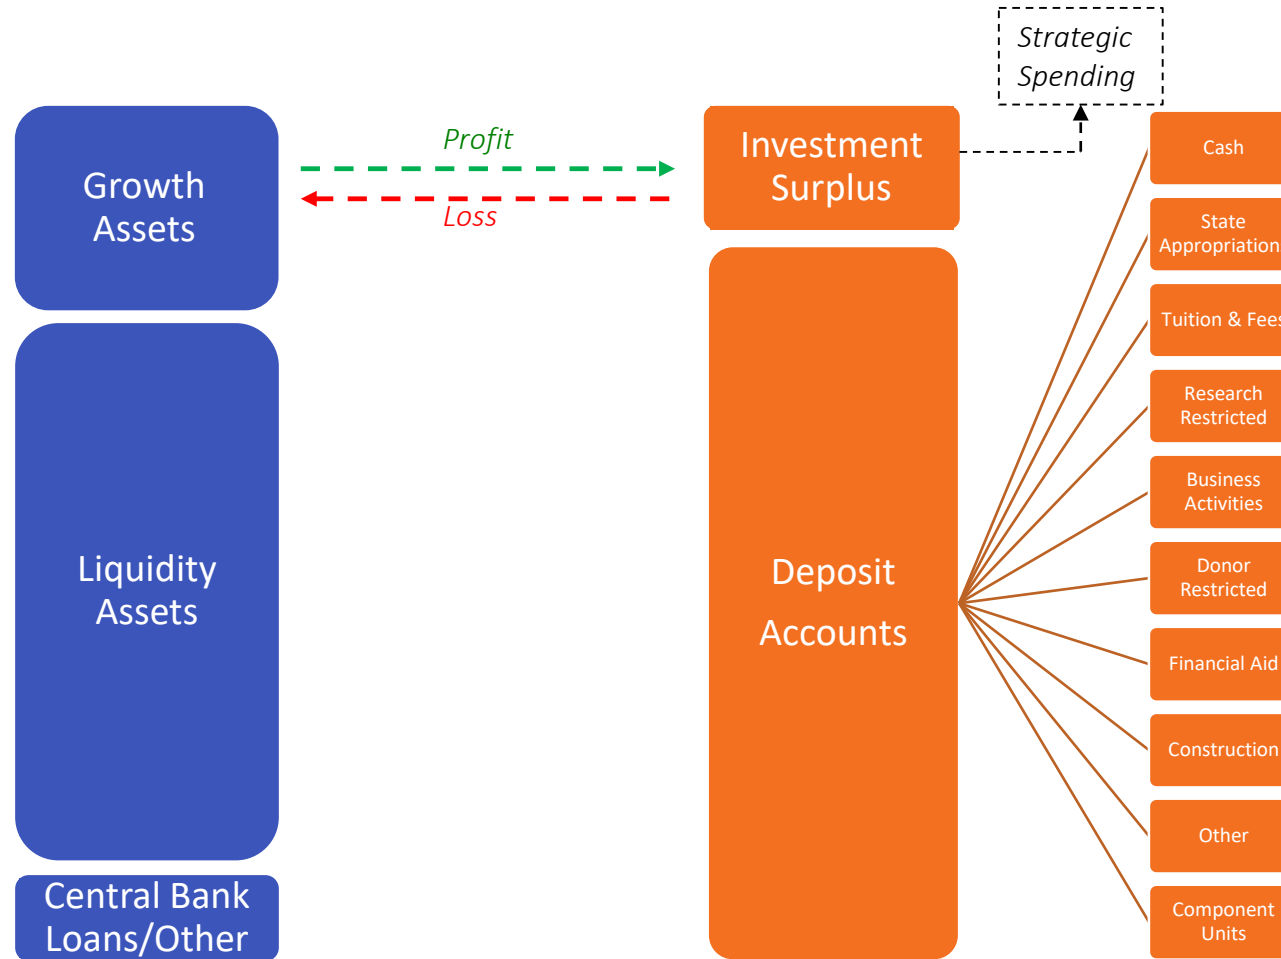 Strategic
Spending
Growth
Assets
Profit
Loss
Investment
Surplus
Liquidity
Assets
Central Bank
Loans/Other
Deposit
Accounts
Cash
State
Appropriation
Tuition & Fees
Research
Restricted
Business
Activities
Donor
Restricted
Financial Aid
Construction
Other
Component
Units